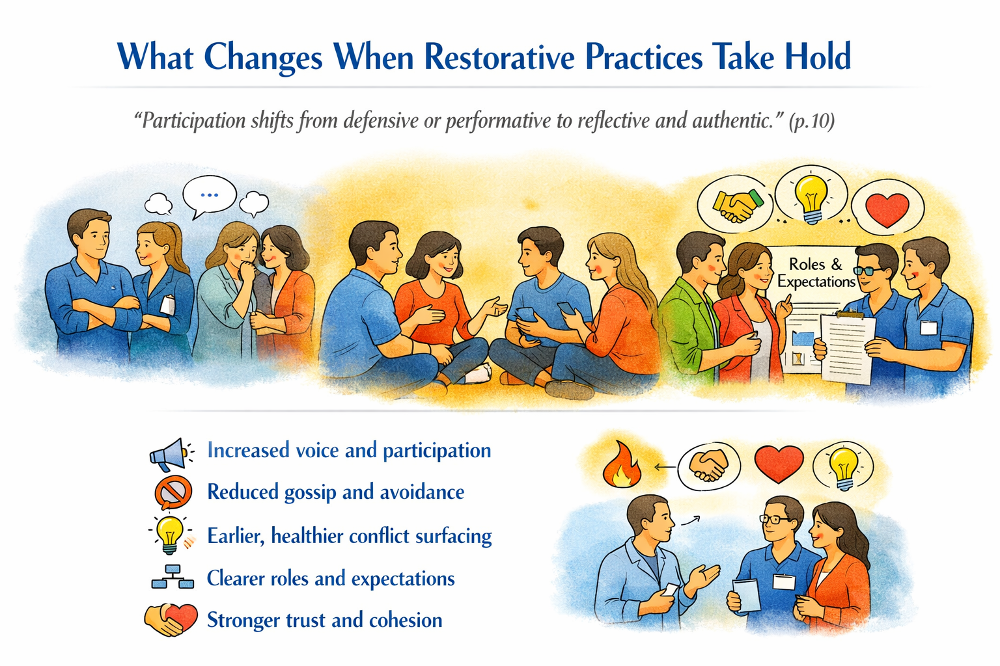 What Changes When Restorative Practices Take Hold
“Participation shifts from defensive or performative to reflective and authentic.” (p.10)
...
Roles &
Expectations
Increased voice and participation
Reduced gossip and avoidance
Earlier, healthier conflict surfacing
Clearer roles and expectations
Stronger trust and cohesion